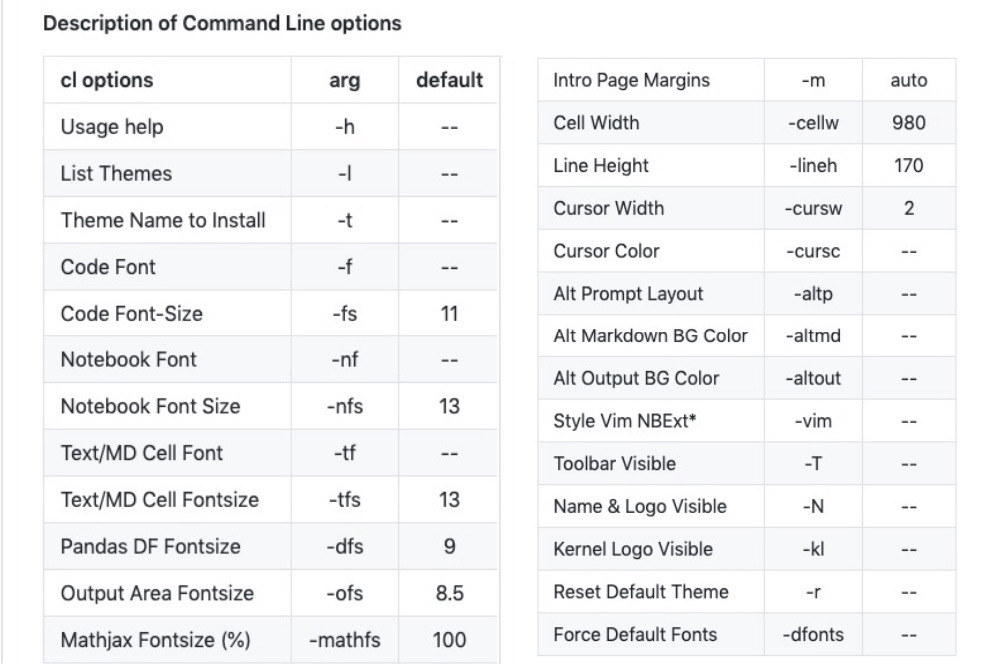 Description of Command Line options
cl options arg default
Usage help -h --
List Themes -l --
Theme Name to Install -t --
Code Font -f --
Code Font-Size -fs 11
Notebook Font -nf --
Notebook Font Size -nfs 13
Text/MD Cell Font -tf --
Text/MD Cell Fontsize -tfs 13
Pandas DF Fontsize -dfs 9
Output Area Fontsize -ofs 8.5
Mathjax Fontsize (%) -mathfs 100
Intro Page Margins -m auto
Cell Width -cellw 980
Line Height -lineh 170
Cursor Width -cursw 2
Cursor Color -cursc --
Alt Prompt Layout -altp --
Alt Markdown BG Color -altmd --
Alt Output BG Color -altout --
Style Vim NBExt* -vim --
Toolbar Visible -T --
Name & Logo Visible -N --
Kernel Logo Visible -kl --
Reset Default Theme -r --
Force Default Fonts -dfonts --